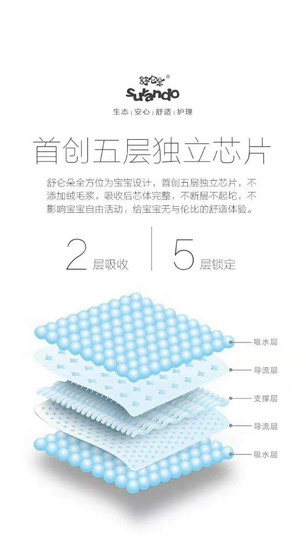 舒仑朵®
surando
生态 | 安心 | 舒适 | 护理
首创五层独立芯片
舒仑朵全方位为宝宝设计，首创五层独立芯片，不
添加绒毛浆，吸收后芯体完整，不断层不起坨，不
影响宝宝自由活动，给宝宝无与伦比的舒适体验。
2层吸收 | 5层锁定
吸水层
导流层
支撑层
导流层
吸水层